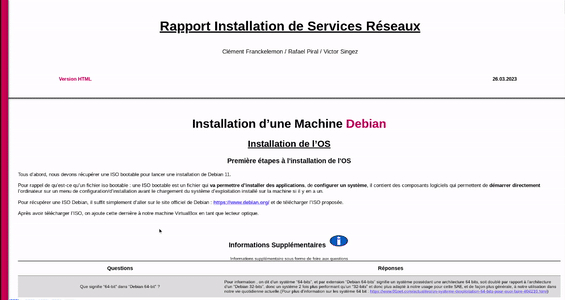 Rapport Installation de Services Réseaux
Clément Franckelemon / Rafael Piral / Victor Singez
Version HTML
26.03.2023
Installation d'une Machine Debian
Installation de l'OS
Première étapes à l'installation de l'OS
Tous d'abord, nous devons récupérer une ISO bootable pour lancer une installation de Debian 11.
Pour rappel de qu'est-ce qu'un fichier iso bootable : une ISO bootable est un fichier qui va permettre d'installer des applications, de configurer un système, il contient des composants logiciels qui permettent de démarrer directement
l'ordinateur sur un menu de configuration/d'installation avant le chargement du système d'exploitation installé sur la machine si il y en a un.
Pour récupérer une ISO Debian, il suffit simplement d'aller sur le site officiel de Debian : https://www.debian.org/ et de télécharger l'ISO proposée.
Après avoir télécharger l'ISO, on ajoute cette dernière à notre machine VirtualBox en tant que lecteur optique.
Informations Supplémentaires
Informations supplémentaires sous forme de foire aux questions
Questions
Réponses
Que signifie "64-bit" dans "Debian 64-bit" ?